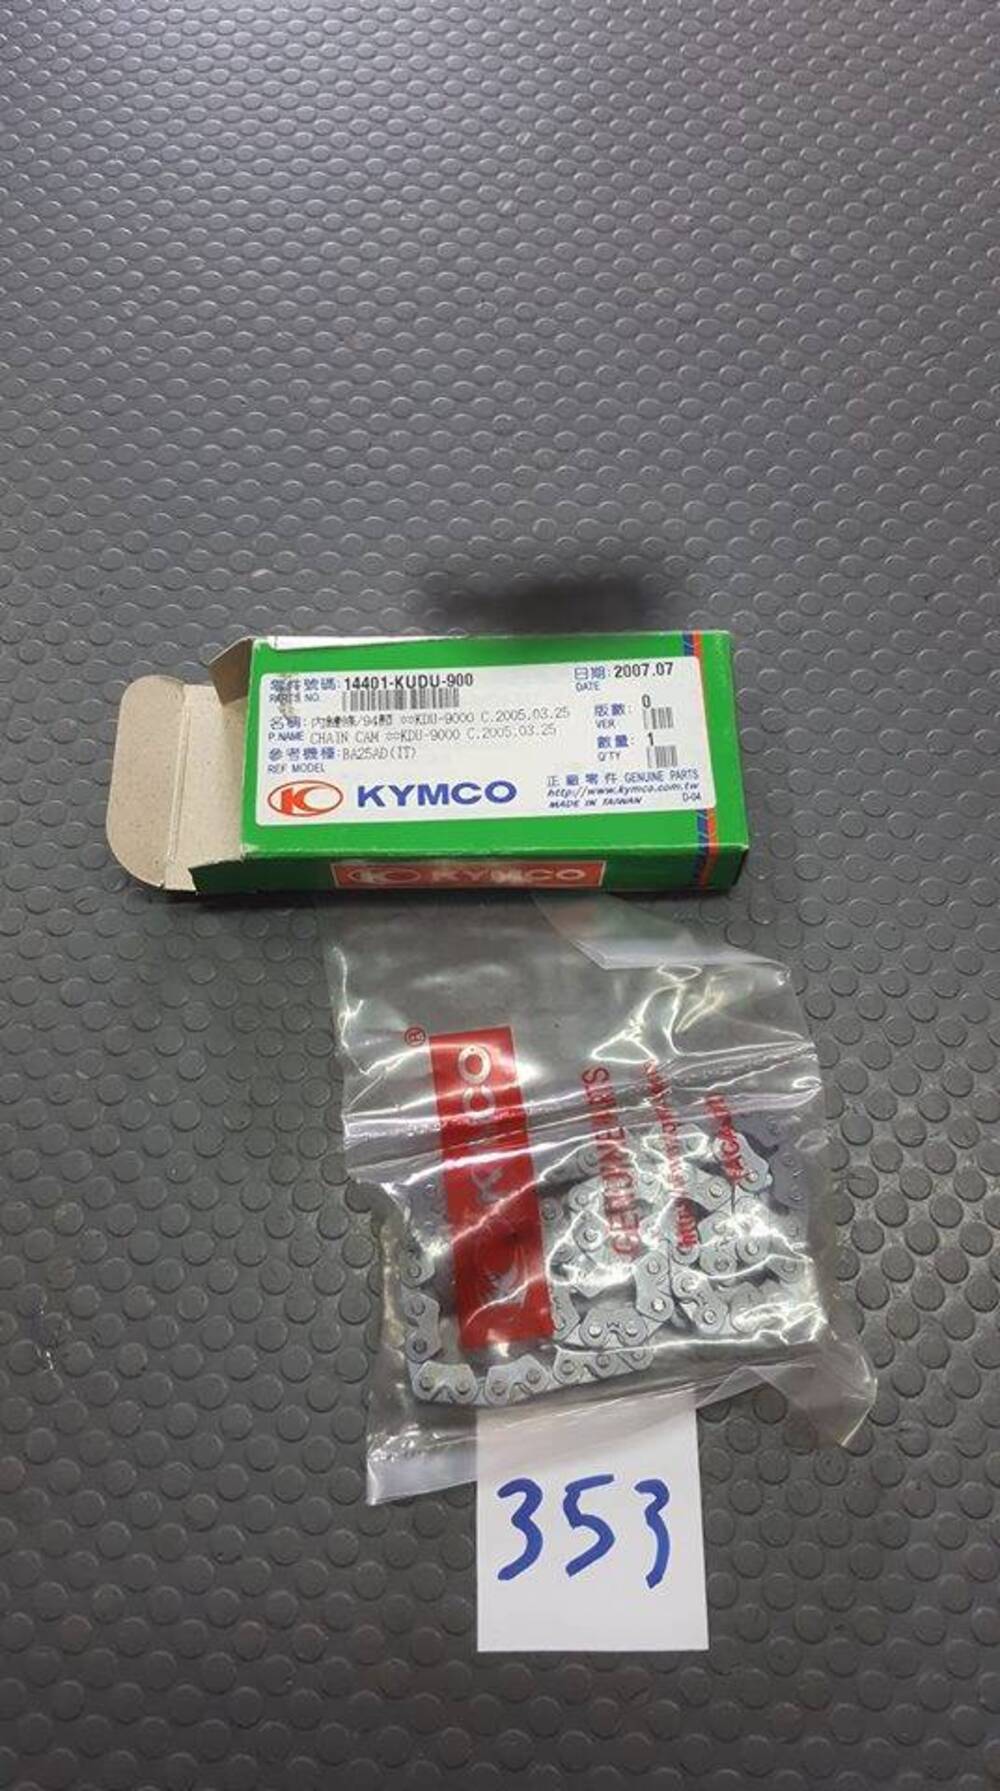 零件號碼: 14401-KUDU-900
PARTS NO.
日期: 2007.07
DATE
名稱: 內鏈條/94節 ∞KDU-9000 C.2005.03.25
P.NAME CHAIN CAM ∞KDU-9000 C.2005.03.25
版數: 0
VER
參考機種: BA25AD(IT)
REF MODEL
數量: 1
Q'TY
KYMCO
正廠零件 GENUINE PARTS
http://www.kymco.com.tw
MADE IN TAIWAN D-04
KYMCO
KYMCO ®
GENUINE PARTS
353